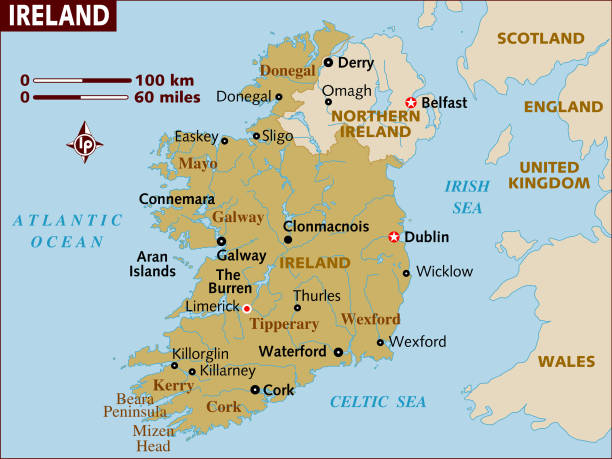 IRELAND
0 100 km
0 60 miles
lp
SCOTLAND
ENGLAND
UNITED
KINGDOM
WALES
NORTHERN
IRELAND
Donegal
Derry
Omagh
Belfast
Donegal
Easkey
Sligo
Mayo
Connemara
Galway
Clonmacnois
IRISH
SEA
ATLANTIC
OCEAN
Dublin
Galway
Aran
Islands
IRELAND
The
Burren
Wicklow
Limerick
Thurles
Tipperary
Wexford
Waterford
Wexford
Killorglin
Killarney
Kerry
Beara
Peninsula
Cork
Cork
CELTIC SEA
Mizen
Head